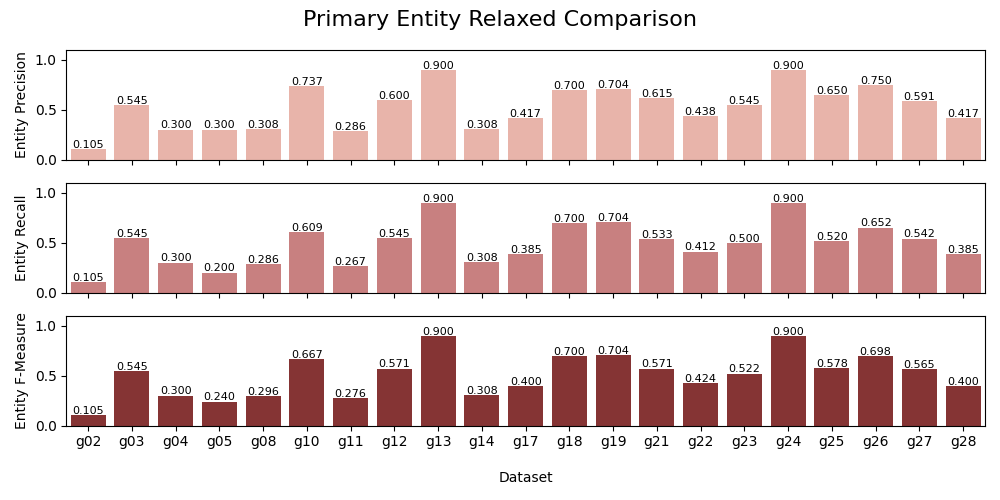 Primary Entity Relaxed Comparison
Entity Precision
1.0
0.5
0.0
0.105 0.545 0.300 0.300 0.308 0.737 0.286 0.600 0.900 0.308 0.417 0.700 0.704 0.615 0.438 0.545 0.900 0.650 0.750 0.591 0.417
Entity Recall
1.0
0.5
0.0
0.105 0.545 0.300 0.200 0.286 0.609 0.267 0.545 0.900 0.308 0.385 0.700 0.704 0.533 0.412 0.500 0.900 0.520 0.652 0.542 0.385
Entity F-Measure
1.0
0.5
0.0
0.105 0.545 0.300 0.240 0.296 0.667 0.276 0.571 0.900 0.308 0.400 0.700 0.704 0.571 0.424 0.522 0.900 0.578 0.698 0.565 0.400
g02 g03 g04 g05 g08 g10 g11 g12 g13 g14 g17 g18 g19 g21 g22 g23 g24 g25 g26 g27 g28
Dataset